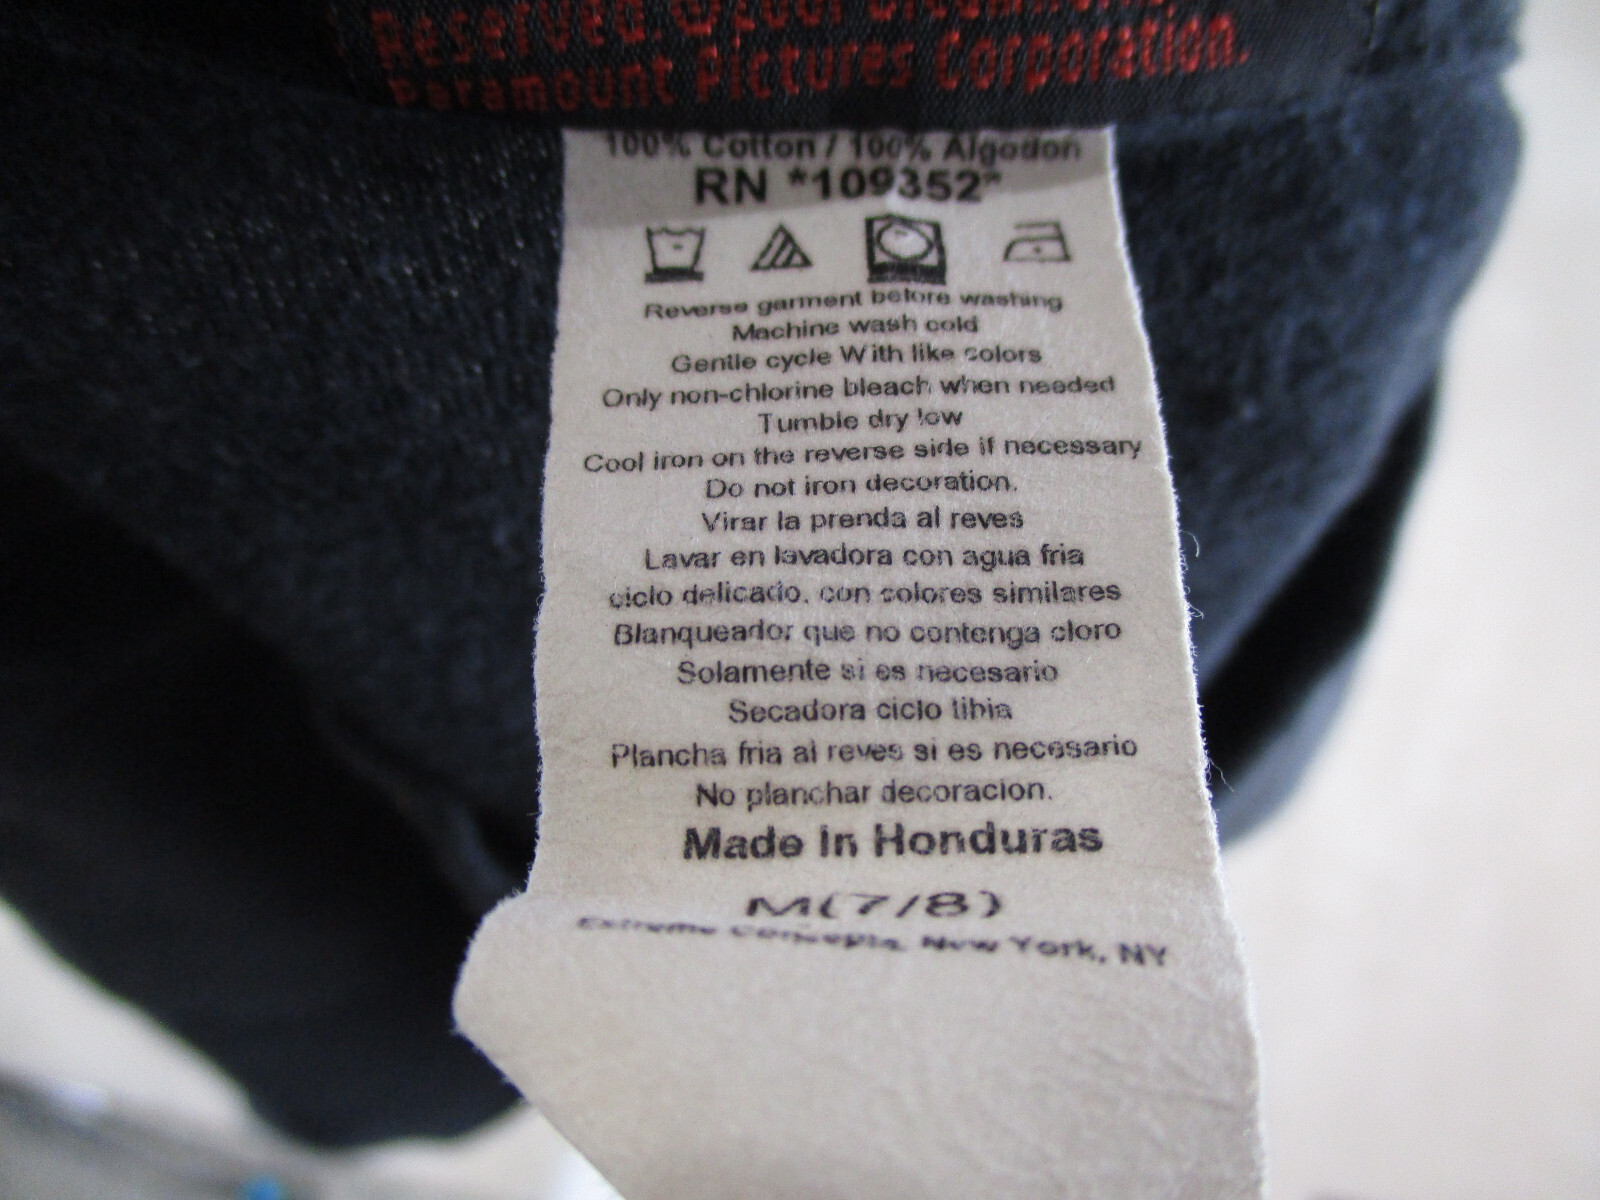 Reserved
Paramount Pictures Corporation.
100% Cotton / 100% Algodon
RN *109352*
Reverse garment before washing
Machine wash cold
Gentle cycle With like colors
Only non-chlorine bleach when needed
Tumble dry low
Cool iron on the reverse side if necessary
Do not iron decoration.
Virar la prenda al reves
Lavar en lavadora con agua fria
ciclo delicado. con colores similares
Blanqueador que no contenga cloro
Solamente si es necesario
Secadora ciclo tibia
Plancha fria al reves si es necesario
No planchar decoracion.
Made In Honduras
M(7/8)
Extreme Concepts, New York, NY